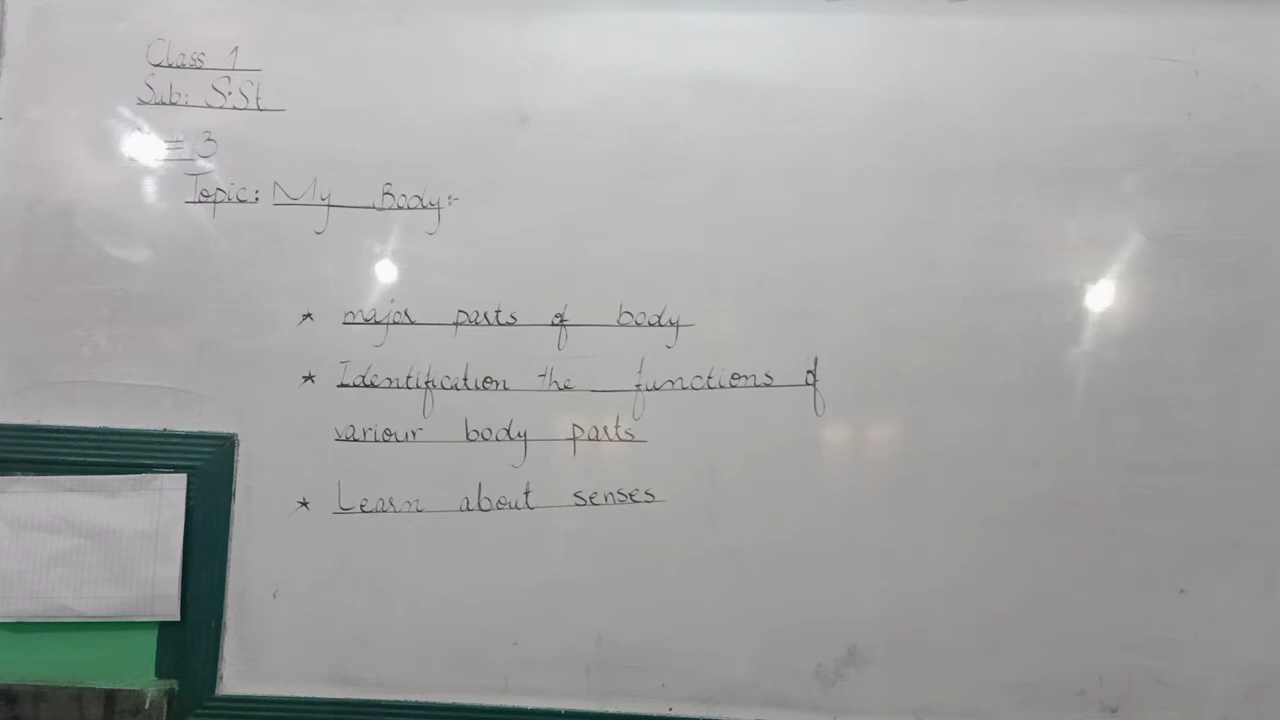 Class 1
Sub: S.St
# 3
Topic: My Body:-
* major parts of body
* Identification the functions of
variour body parts
* Learn about senses